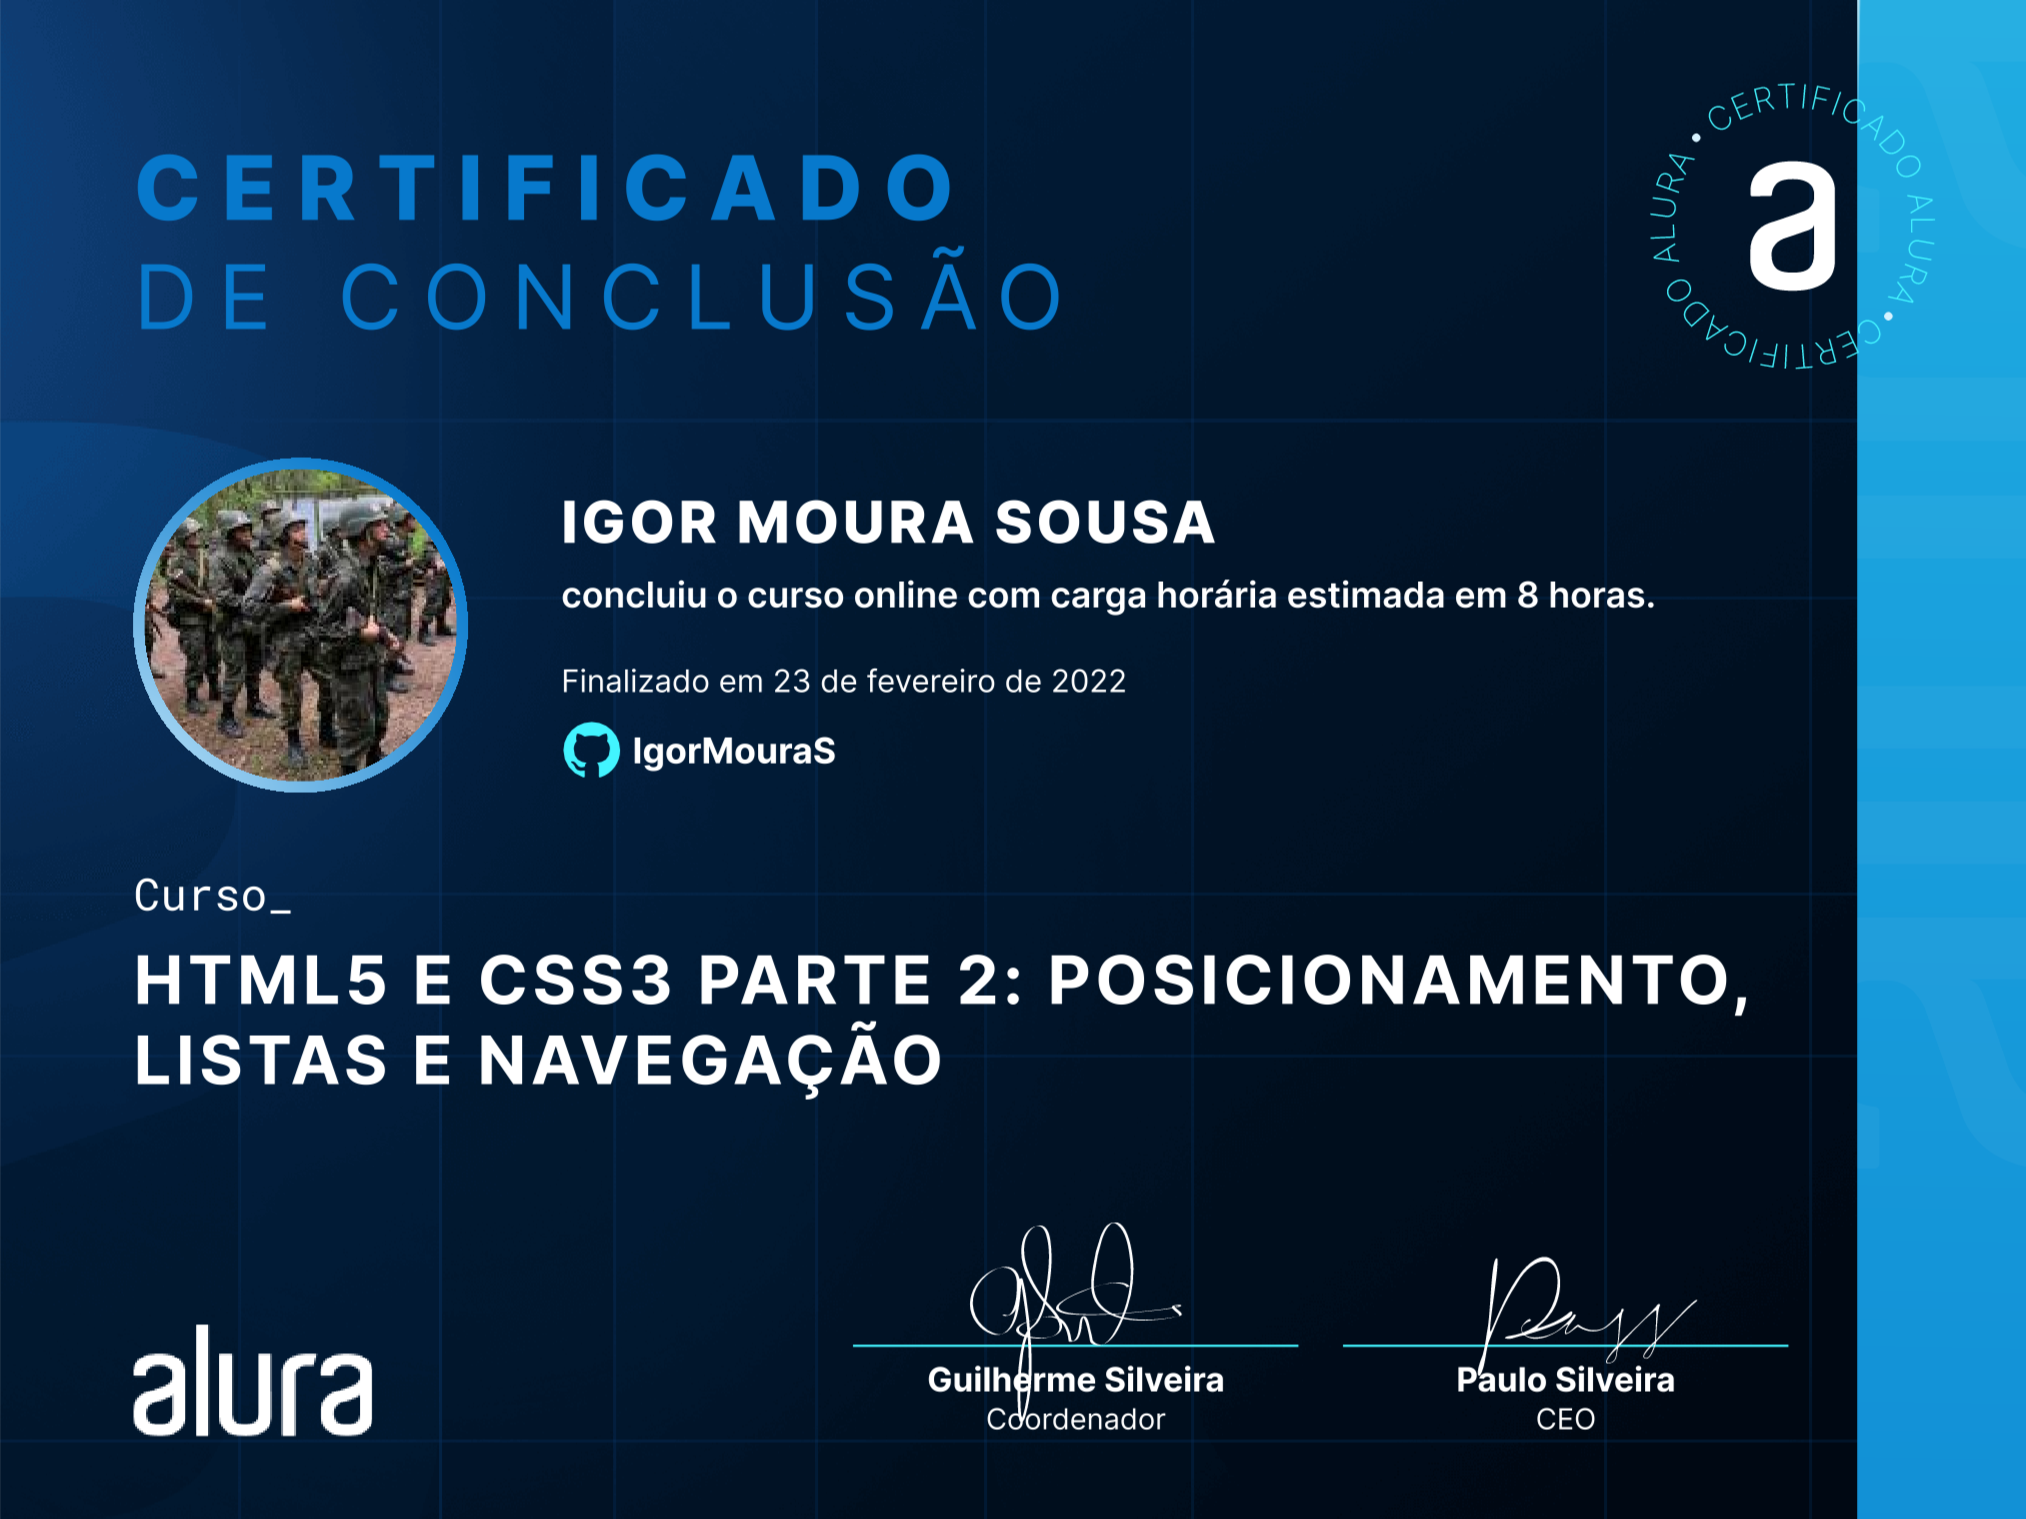 CERTIFICADO
DE CONCLUSÃO
CERTIFICADO ALURA • CERTIFICADO ALURA •
a
IGOR MOURA SOUSA
concluiu o curso online com carga horária estimada em 8 horas.
Finalizado em 23 de fevereiro de 2022
IgorMouraS
Curso_
HTML5 E CSS3 PARTE 2: POSICIONAMENTO,
LISTAS E NAVEGAÇÃO
alura
Guilherme Silveira
Coordenador
Paulo Silveira
CEO